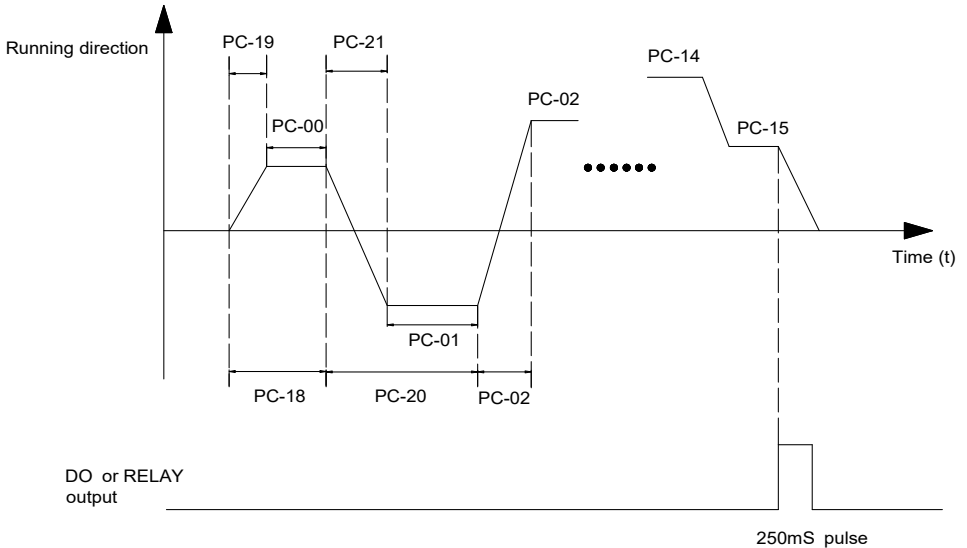 Running direction
PC-19
PC-21
PC-14
PC-02
PC-00
PC-15
Time (t)
PC-01
PC-18
PC-20
PC-02
DO or RELAY
output
250mS pulse